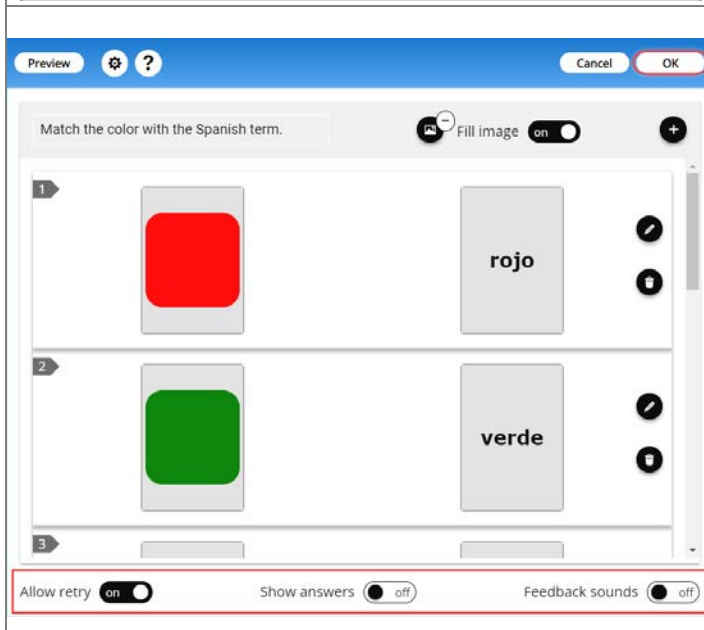 Preview ? Cancel OK
Match the color with the Spanish term. Fill image on
1
rojo
2
verde
3
Allow retry on Show answers off Feedback sounds off